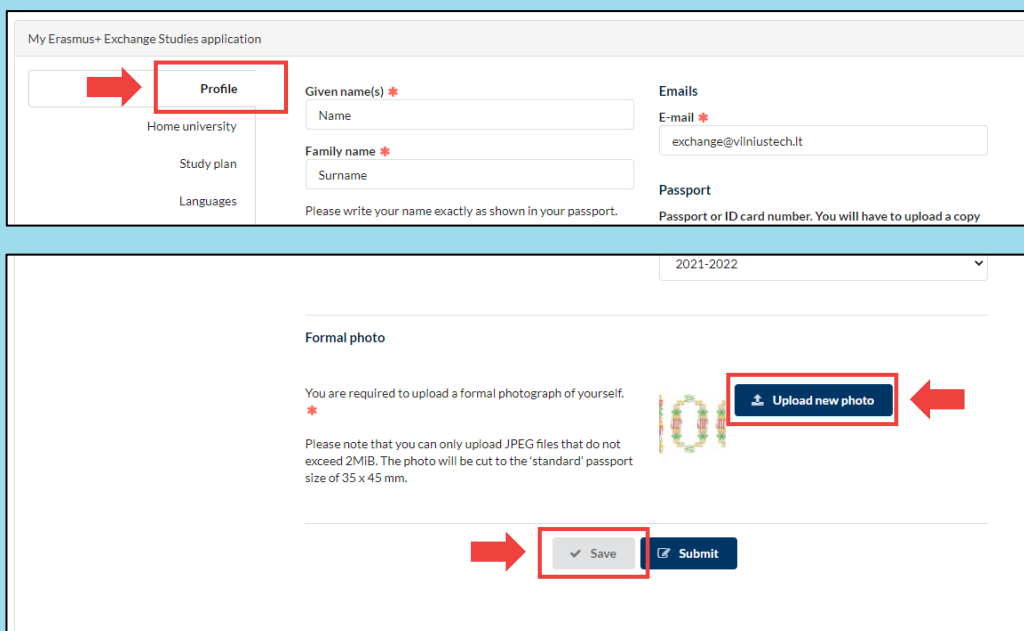 My Erasmus+ Exchange Studies application
Profile
Home university
Study plan
Languages
Given name(s) *
Name
Family name *
Surname
Please write your name exactly as shown in your passport.
Emails
E-mail *
exchange@vilniustech.lt
Passport
Passport or ID card number. You will have to upload a copy
2021-2022
Formal photo
You are required to upload a formal photograph of yourself.
*
Please note that you can only upload JPEG files that do not
exceed 2MiB. The photo will be cut to the 'standard' passport
size of 35 x 45 mm.
Upload new photo
Save
Submit